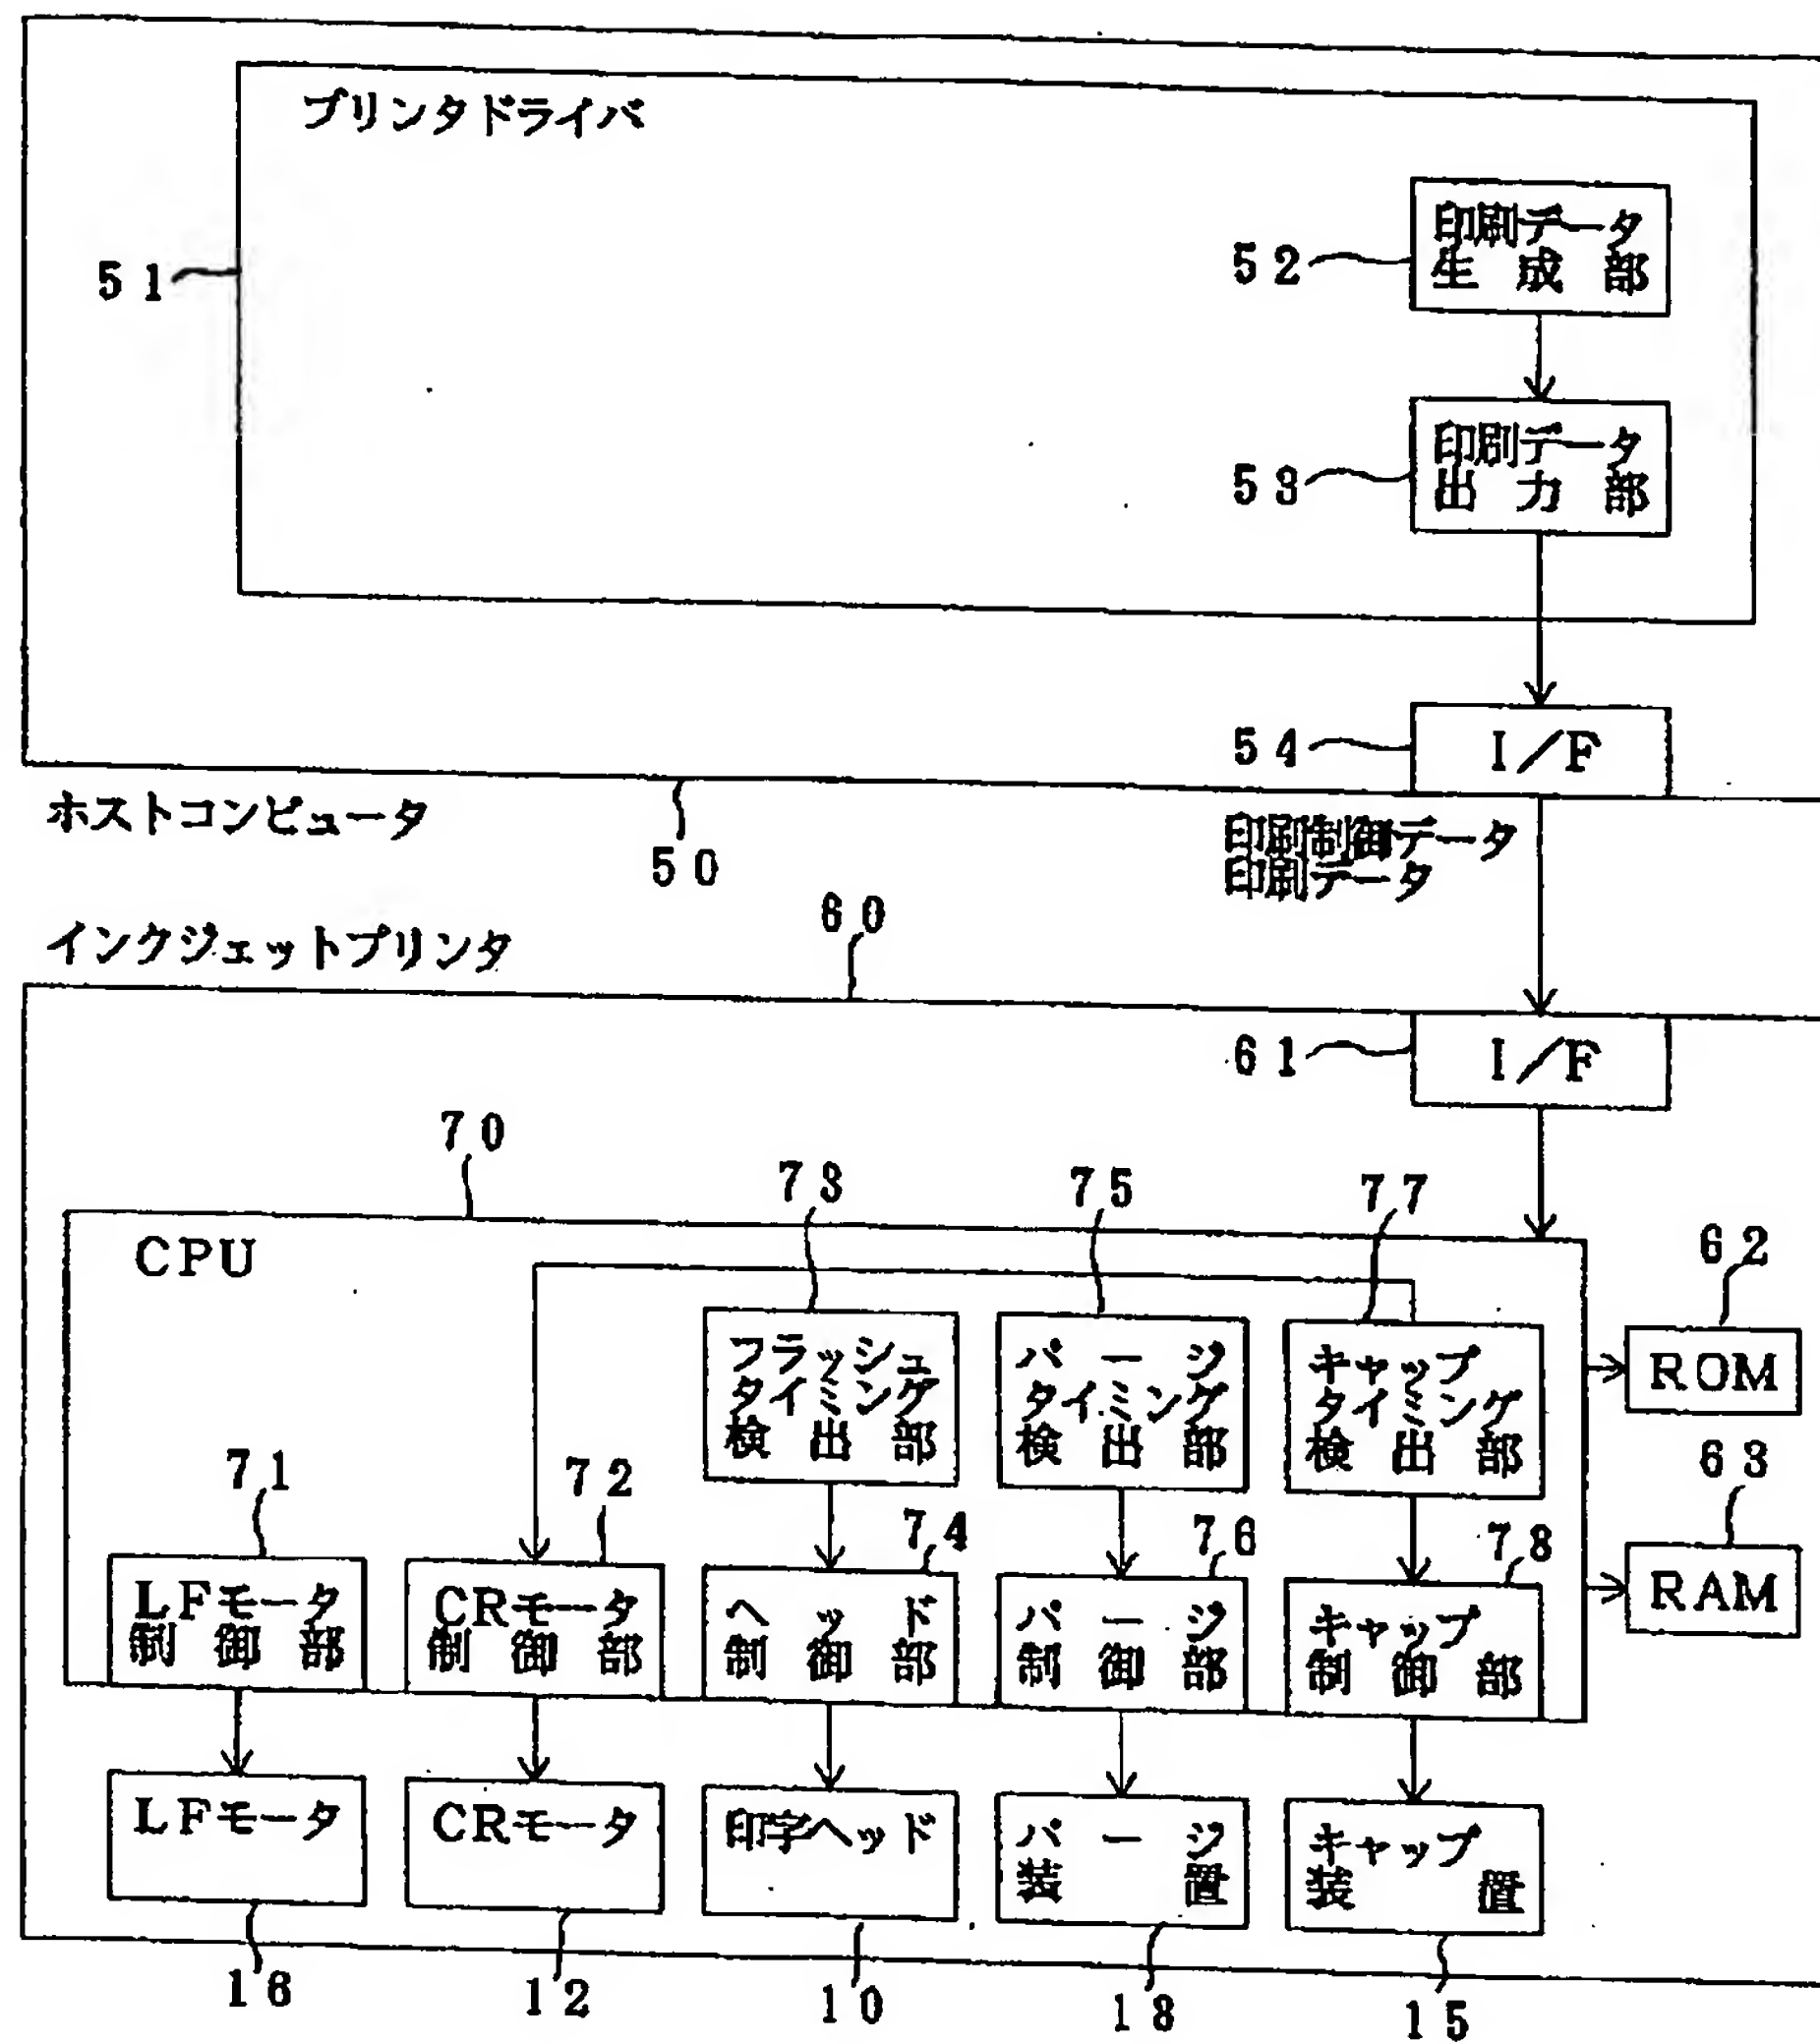 プリンタドライバ
51
52
印刷データ
生成部
53
印刷データ
出力部
54
I/F
ホストコンピュータ
50
印刷制御データ
印刷データ
インクジェットプリンタ
60
61
I/F
70
CPU
73
75
77
62
ROM
63
RAM
フラッシュ
タイミング
検出部
パージ
タイミング
検出部
キャップ
タイミング
検出部
71
72
74
76
78
LFモータ
制御部
CRモータ
制御部
ヘッド
制御部
パージ
制御部
キャップ
制御部
LFモータ
CRモータ
印字ヘッド
パージ
装置
キャップ
装置
16
12
10
18
15